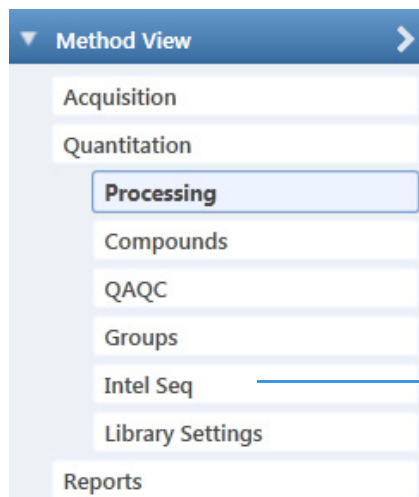 Method View
Acquisition
Quantitation
Processing
Compounds
QAQC
Groups
Intel Seq
Library Settings
Reports